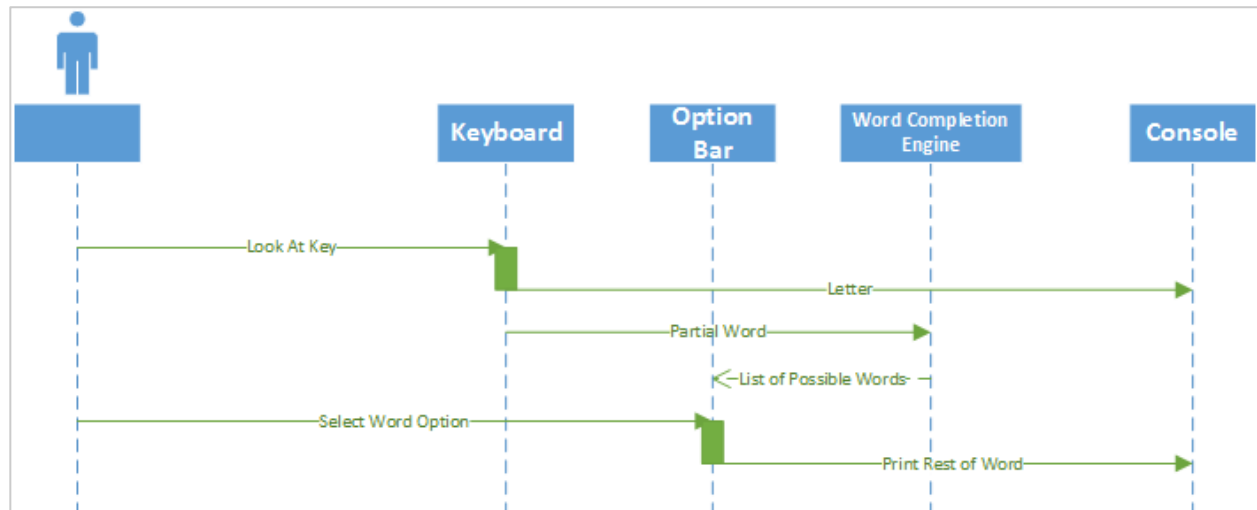 Keyboard
Option
Bar
Word Completion
Engine
Console
Look At Key
Letter
Partial Word
List of Possible Words
Select Word Option
Print Rest of Word